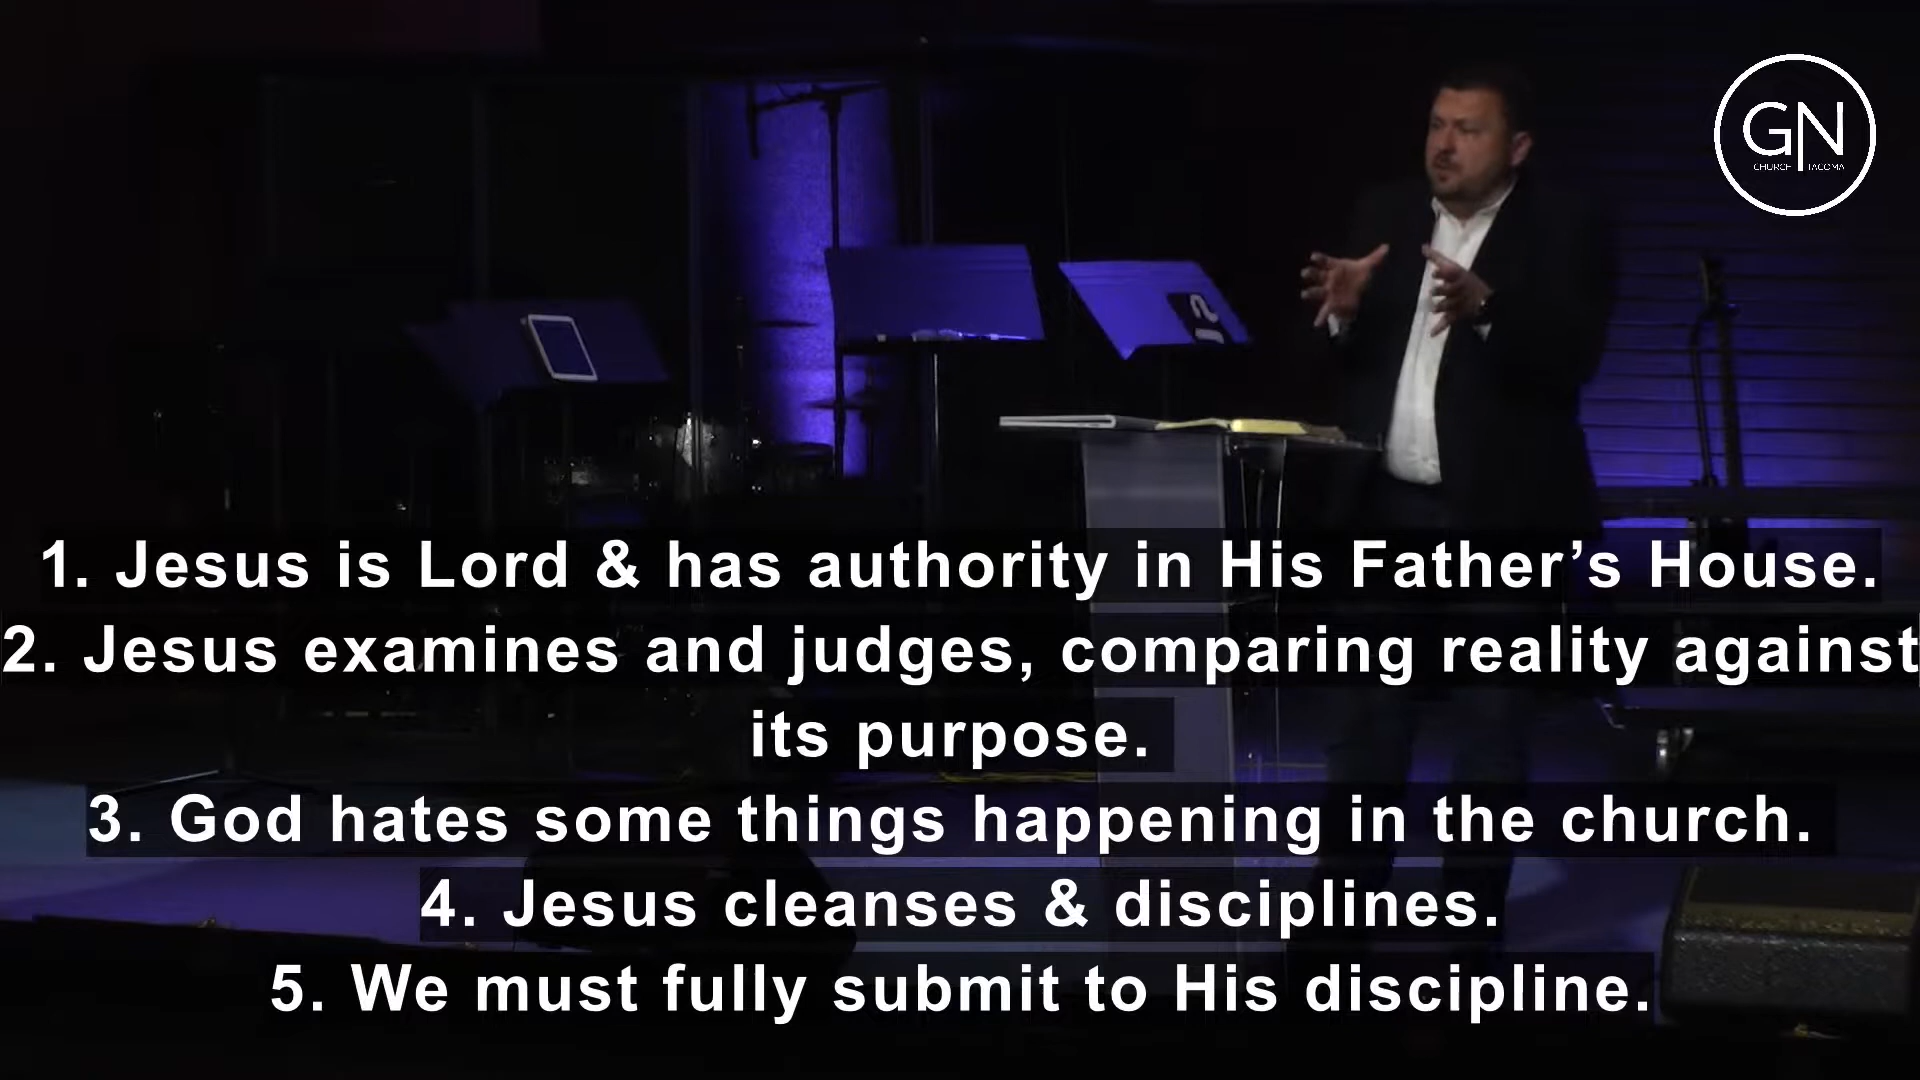 GN
CHURCH TACOMA
1. Jesus is Lord & has authority in His Father’s House.
2. Jesus examines and judges, comparing reality against
its purpose.
3. God hates some things happening in the church.
4. Jesus cleanses & disciplines.
5. We must fully submit to His discipline.